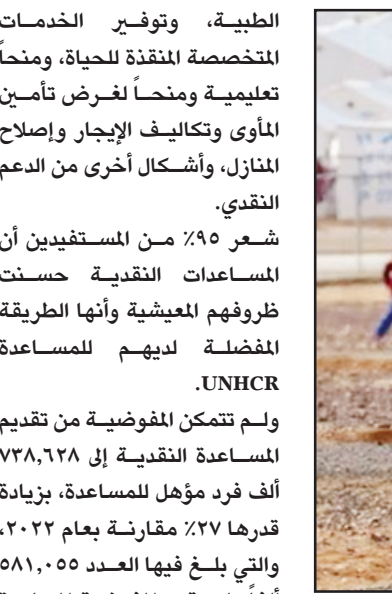 الطبية، وتوفير الخدمات
المتخصصة المنقذة للحياة، ومنحاً
تعليمية ومنحاً لغرض تأمين
المأوى وتكاليف الإيجار وإصلاح
المنازل، وأشكال أخرى من الدعم
النقدي.
شعر ٩٥٪ من المستفيدين أن
المساعدات النقدية حسنت
ظروفهم المعيشية وأنها الطريقة
المفضلة لديهم للمساعدة
UNHCR.
ولم تتمكن المفوضية من تقديم
المساعدة النقدية إلى ٧٣٨,٦٢٨
ألف فرد مؤهل للمساعدة، بزيادة
قدرها ٢٧٪ مقارنة بعام ٢٠٢٢،
والتي بلغ فيها العدد ٥٨١,٠٥٥